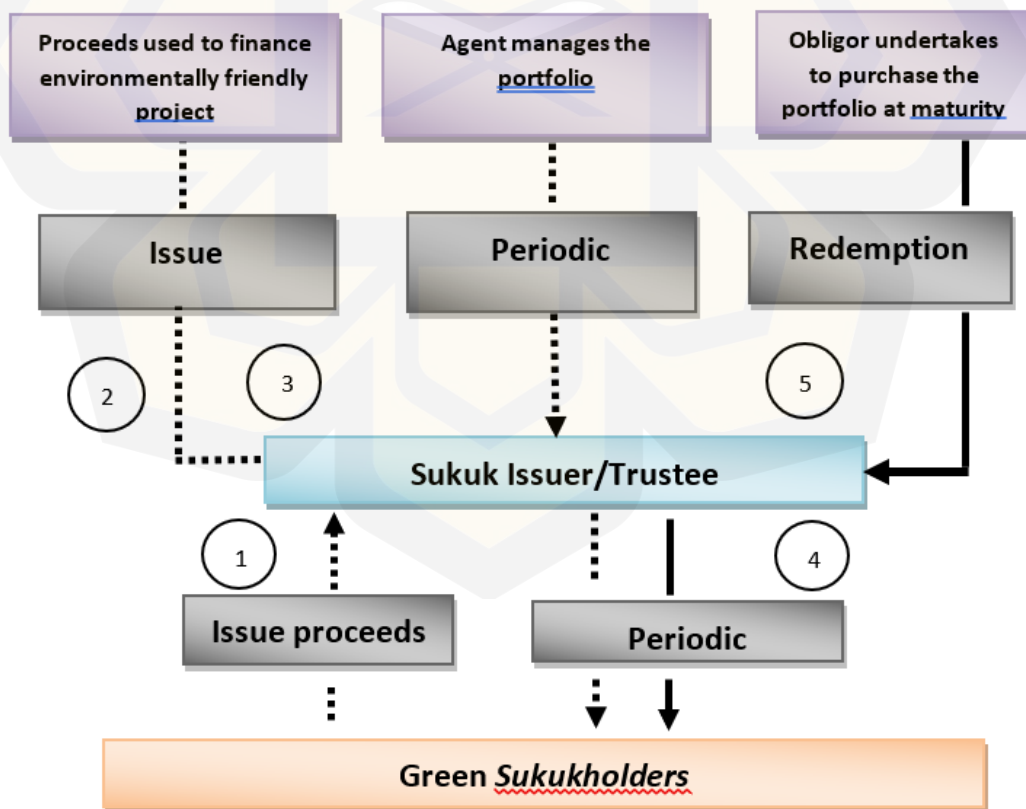 Proceeds used to finance
environmentally friendly
project
Agent manages the
portfolio
Obligor undertakes
to purchase the
portfolio at maturity
Issue
Periodic
Redemption
2
3
5
Sukuk Issuer/Trustee
1
4
Issue proceeds
Periodic
Green Sukukholders